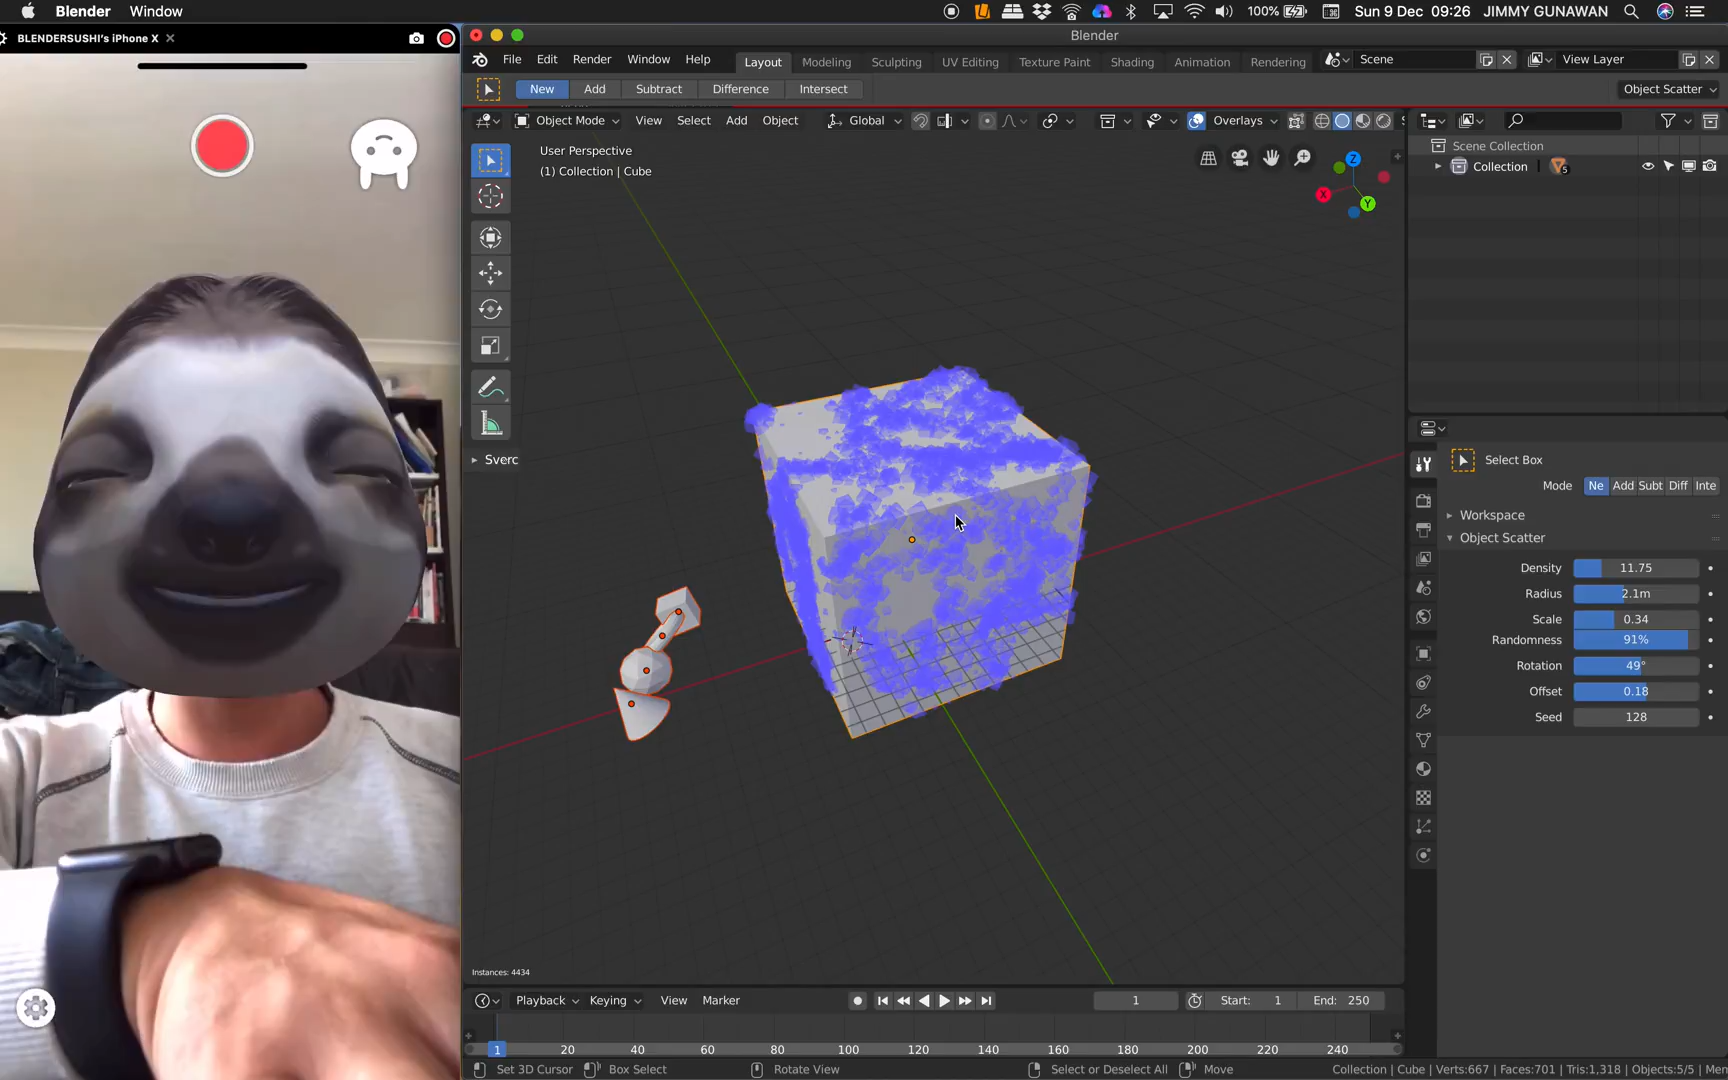 Blender Window
100% Sun 9 Dec 09:26 JIMMY GUNAWAN
BLENDERSUSHI's iPhone X
Blender
File Edit Render Window Help Layout Modeling Sculpting UV Editing Texture Paint Shading Animation Rendering Scene View Layer
New Add Subtract Difference Intersect Object Scatter
Object Mode View Select Add Object Global Overlays
User Perspective
(1) Collection | Cube
Z
X
Y
Scene Collection
Collection 5
Sverc
Select Box
Mode Ne Add Subt Diff Inte
Workspace
Object Scatter
Density 11.75
Radius 2.1m
Scale 0.34
Randomness 91%
Rotation 49°
Offset 0.18
Seed 128
Instances: 4434
Playback Keying View Marker 1 Start: 1 End: 250
1 20 40 60 80 100 120 140 160 180 200 220 240
Set 3D Cursor Box Select Rotate View Select or Deselect All Move Collection | Cube | Verts:667 | Faces:701 | Tris:1,318 | Objects:5/5 | Mem